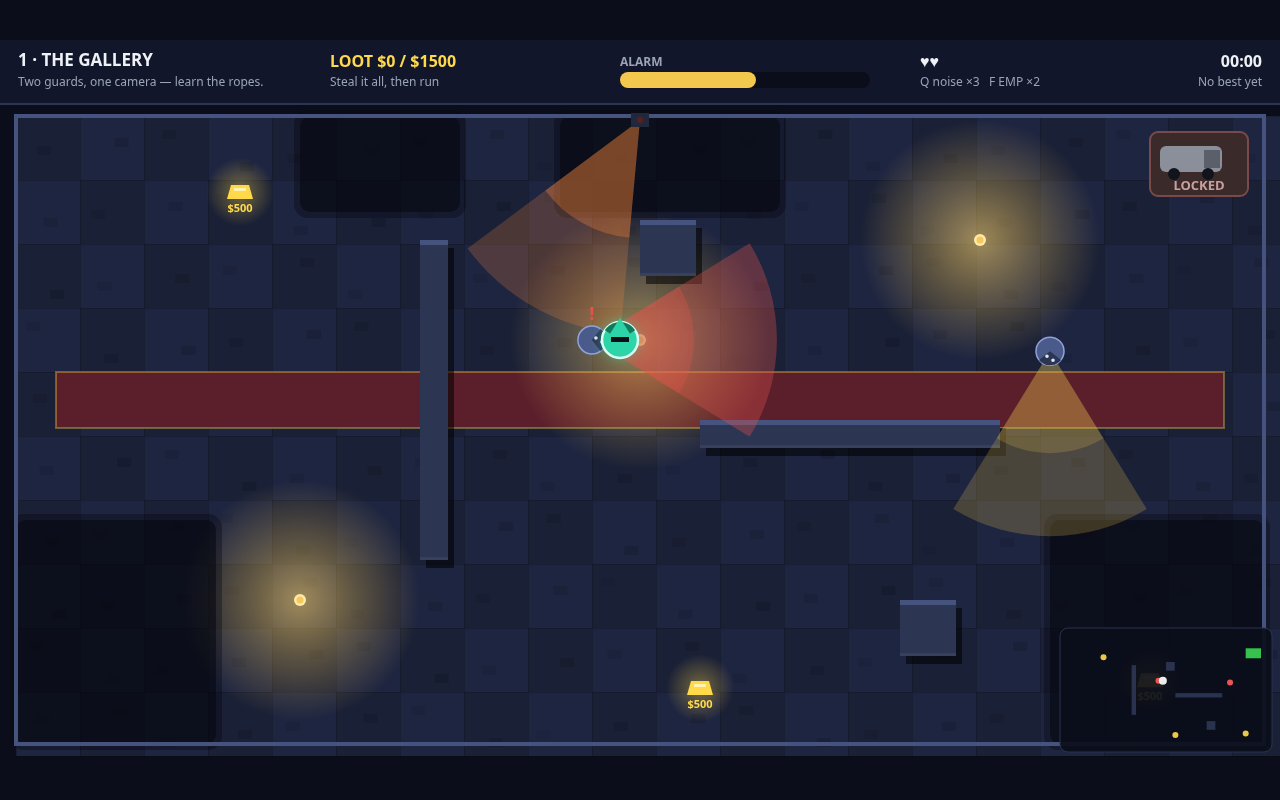 1 · THE GALLERY
Two guards, one camera — learn the ropes.
LOOT $0 / $1500
Steal it all, then run
ALARM
♥♥
Q noise ×3 F EMP ×2
00:00
No best yet
LOCKED
$500
!
$500
$500